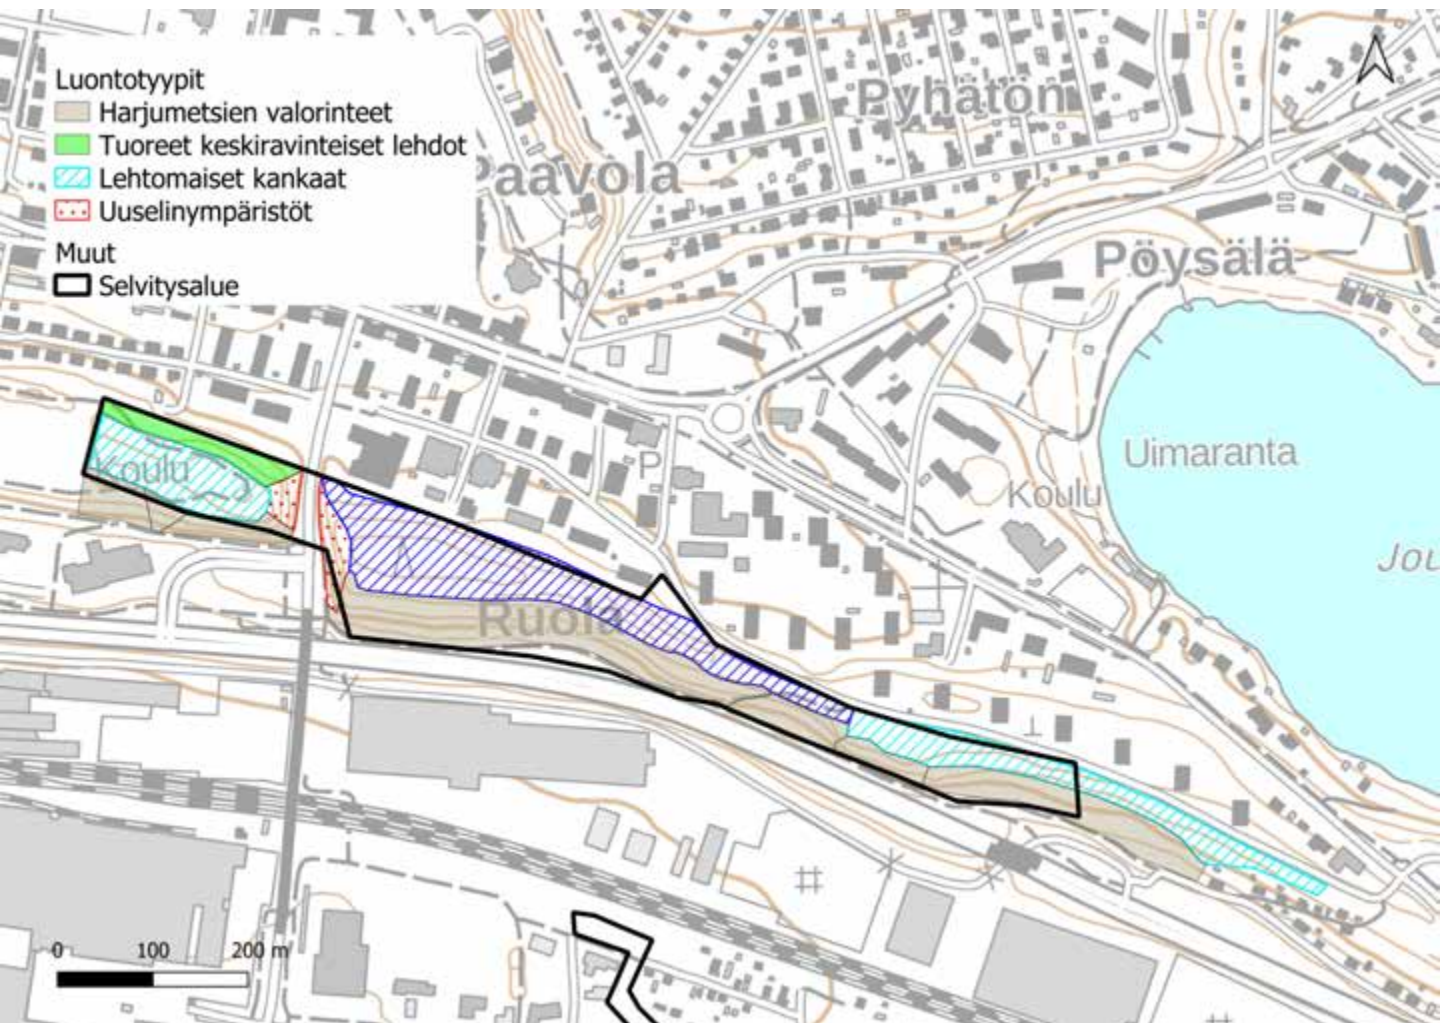 Luontotyypit
Harjumetsien valorinteet
Tuoreet keskiravinteiset lehdot
Lehtomaiset kankaat
Uuselinympäristöt
Muut
Selvitysalue
Pyhätön
Paavola
Pöysälä
Uimaranta
Koulu
P
Koulu
Jou
Ruola
0 100 200 m